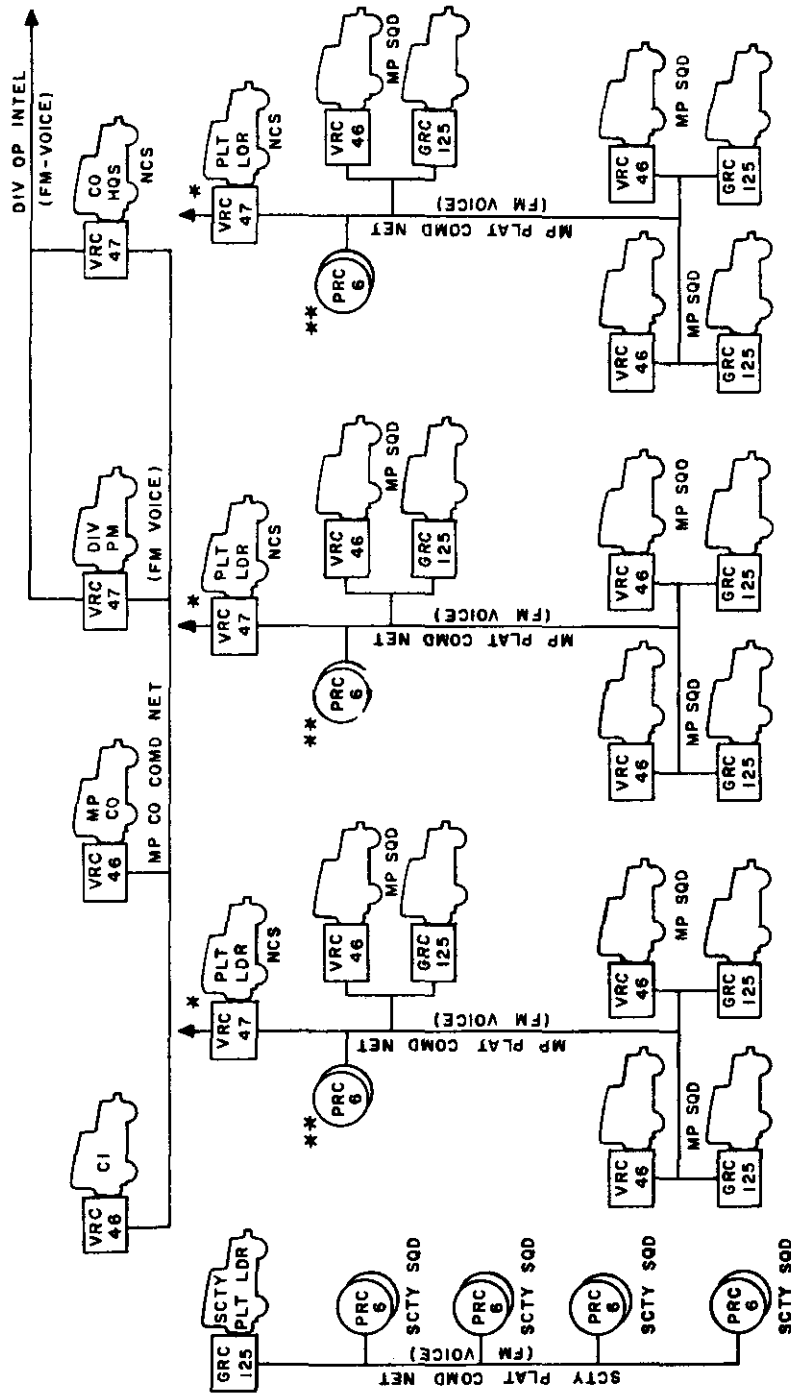 DIV OP INTEL
(FM-VOICE)
VRC
46
CI
VRC
46
MP
CO
VRC
47
DIV
PM
VRC
47
CO
HQS
NCS
MP CO COMD NET
(FM VOICE)
GRC
125
SCTY
PLT LDR
SCTY PLAT COMD NET
(FM VOICE)
PRC
6
SCTY SQD
PRC
6
SCTY SQD
PRC
6
SCTY SQD
PRC
6
SCTY SQD
*
VRC
47
PLT
LDR
NCS
**
PRC
6
VRC
46
GRC
125
MP SQD
MP PLAT COMD NET
(FM VOICE)
VRC
46
GRC
125
MP SQD
VRC
46
GRC
125
MP SQD
*
VRC
47
PLT
LDR
NCS
**
PRC
6
VRC
46
GRC
125
MP SQD
MP PLAT COMD NET
(FM VOICE)
VRC
46
GRC
125
MP SQD
VRC
46
GRC
125
MP SQD
*
VRC
47
PLT
LDR
NCS
**
PRC
6
VRC
46
GRC
125
MP SQD
MP PLAT COMD NET
(FM VOICE)
VRC
46
GRC
125
MP SQD
VRC
46
GRC
125
MP SQD